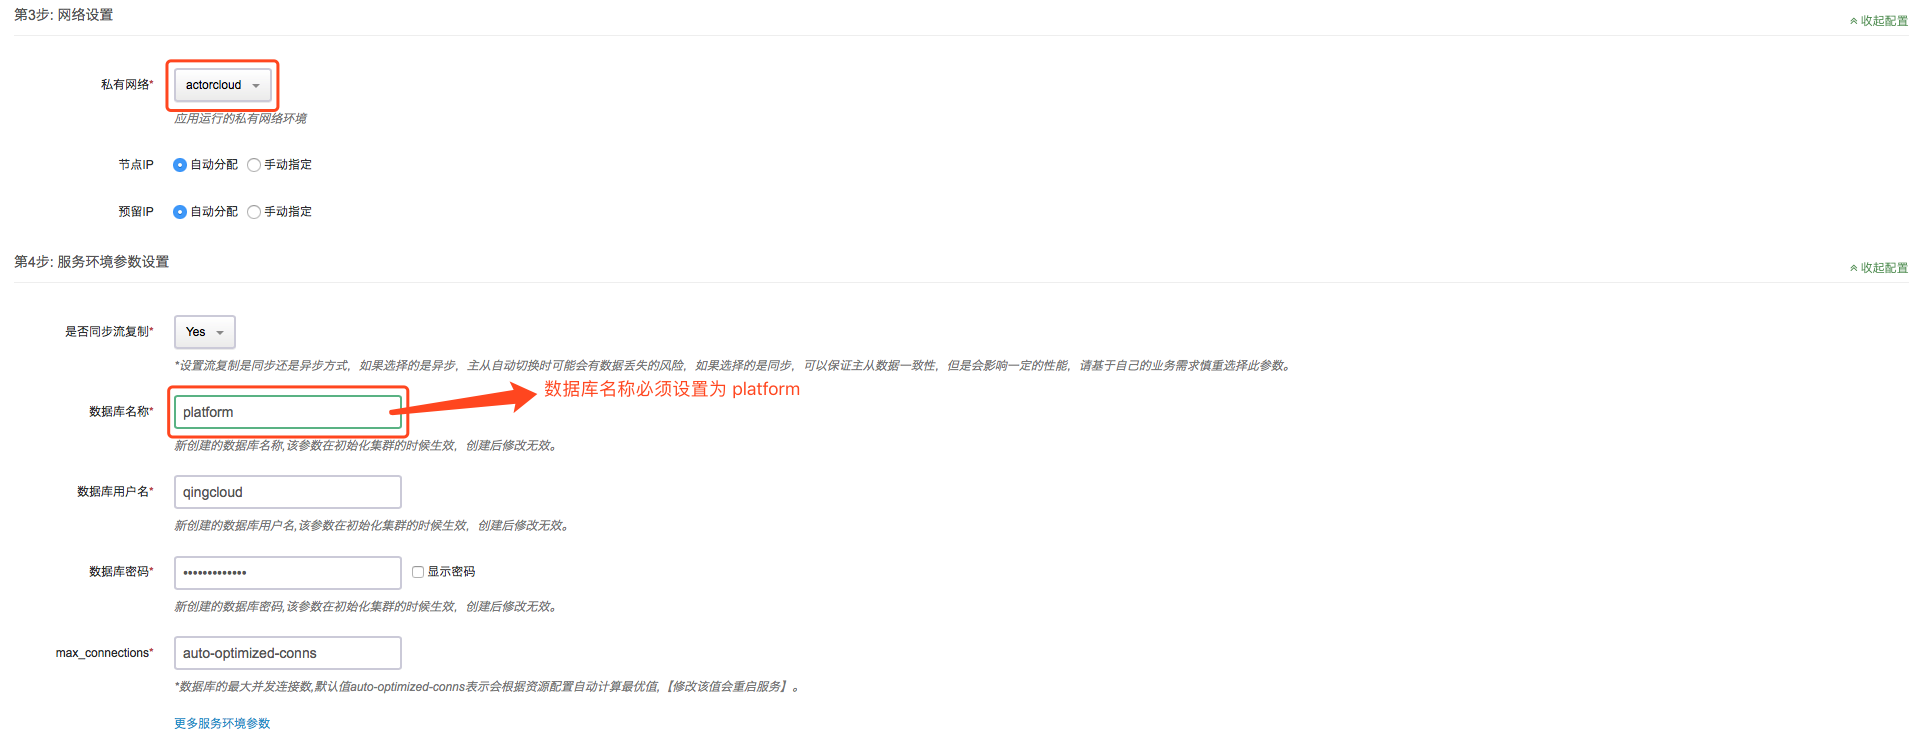 第3步: 网络设置
收起配置
私有网络*
actorcloud
应用运行的私有网络环境
节点IP
自动分配
手动指定
预留IP
自动分配
手动指定
第4步: 服务环境参数设置
收起配置
是否同步流复制*
Yes
*设置流复制是同步还是异步方式，如果选择的是异步，主从自动切换时可能会有数据丢失的风险，如果选择的是同步，可以保证主从数据一致性，但是会影响一定的性能，请基于自己的业务需求慎重选择此参数。
数据库名称必须设置为 platform
数据库名称*
platform
新创建的数据库名称,该参数在初始化集群的时候生效，创建后修改无效。
数据库用户名*
qingcloud
新创建的数据库用户名,该参数在初始化集群的时候生效，创建后修改无效。
数据库密码*
•••••••••••••
显示密码
新创建的数据库密码,该参数在初始化集群的时候生效，创建后修改无效。
max_connections*
auto-optimized-conns
*数据库的最大并发连接数,默认值auto-optimized-conns表示会根据资源配置自动计算最优值,【修改该值会重启服务】。
更多服务环境参数